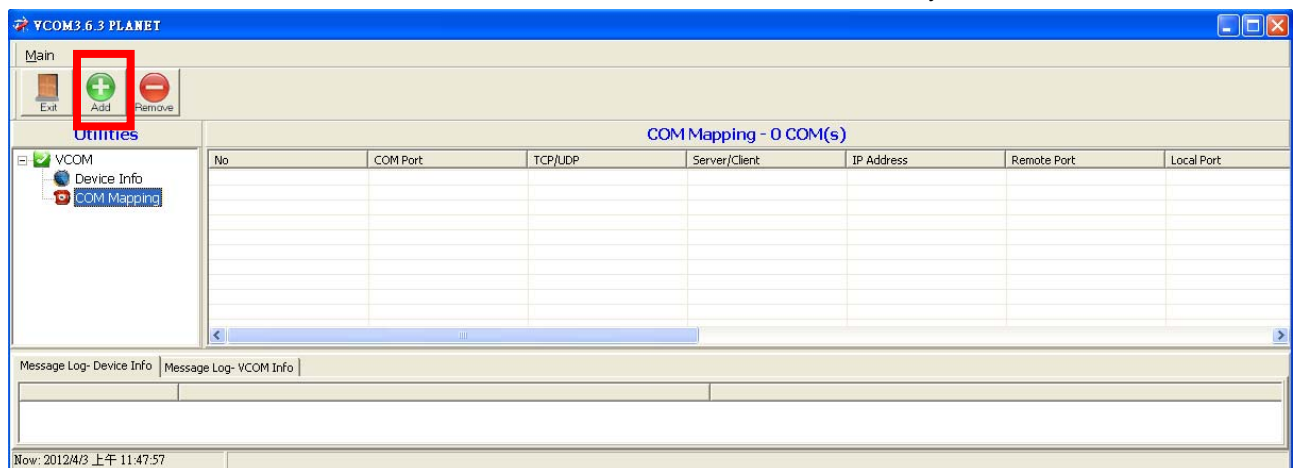 VCOM3.6.3 PLANET
Main
Exit Add Remove
Utilities
COM Mapping - 0 COM(s)
VCOM
Device Info
COM Mapping
No COM Port TCP/UDP Server/Client IP Address Remote Port Local Port
Message Log- Device Info Message Log- VCOM Info
Now: 2012/4/3 上午 11:47:57